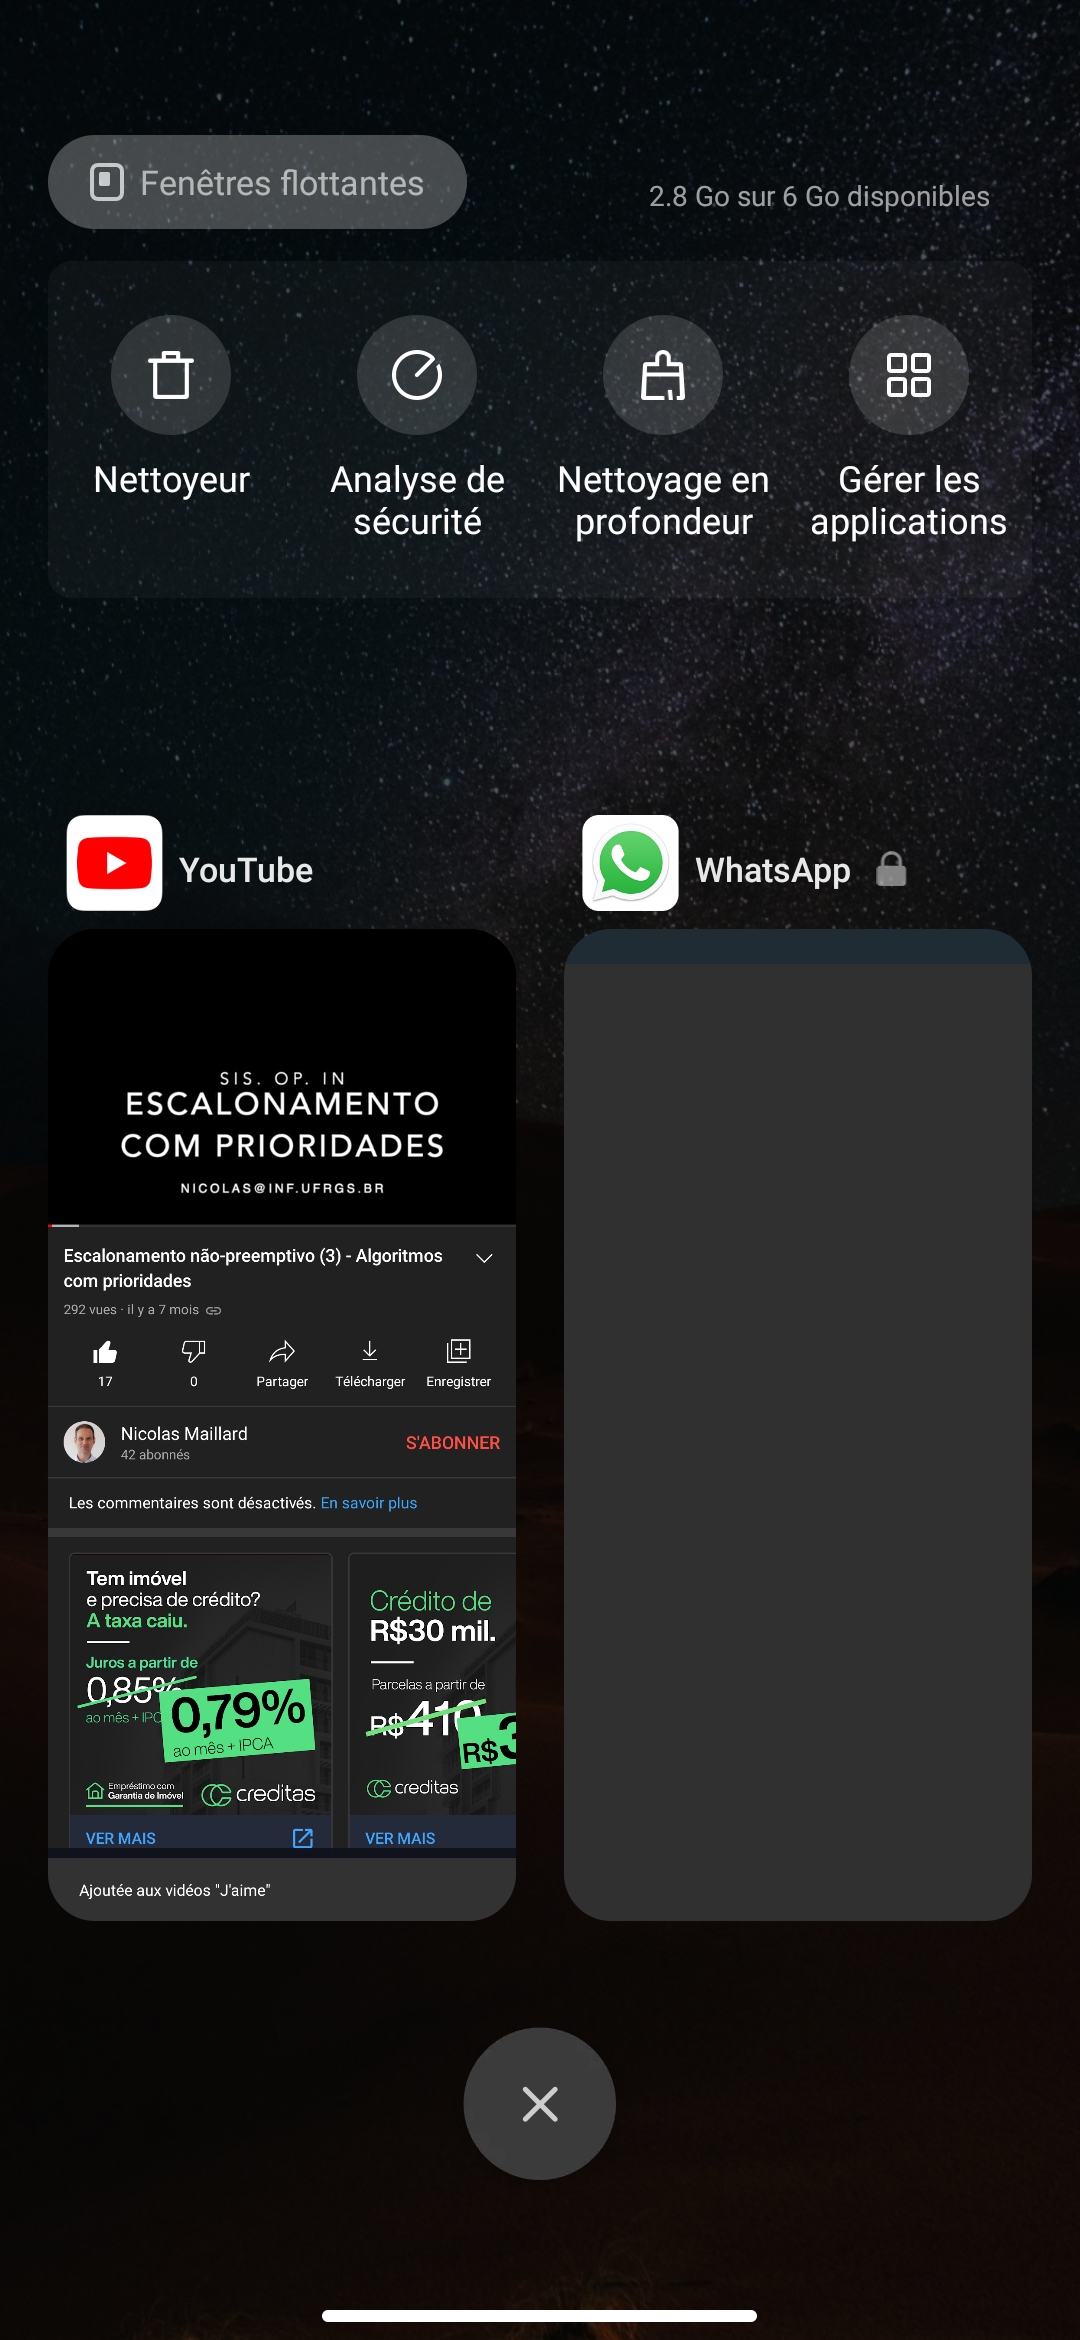 Fenêtres flottantes
2.8 Go sur 6 Go disponibles
Nettoyeur
Analyse de
sécurité
Nettoyage en
profondeur
Gérer les
applications
YouTube
WhatsApp
SIS. OP. IN
ESCALONAMENTO
COM PRIORIDADES
NICOLAS@INF.UFRGS.BR
Escalonamento não-preemptivo (3) - Algoritmos
com prioridades
292 vues · il y a 7 mois
17
0
Partager
Télécharger
Enregistrer
Nicolas Maillard
42 abonnés
S'ABONNER
Les commentaires sont désactivés. En savoir plus
Tem imóvel
e precisa de crédito?
A taxa caiu.
Juros a partir de
0,85%
ao mês + IPC
0,79%
ao mês + IPCA
Empréstimo com
Garantia de Imóvel
creditas
VER MAIS
Crédito de
R$30 mil.
Parcelas a partir de
R$410
R$3
creditas
VER MAIS
Ajoutée aux vidéos "J'aime"